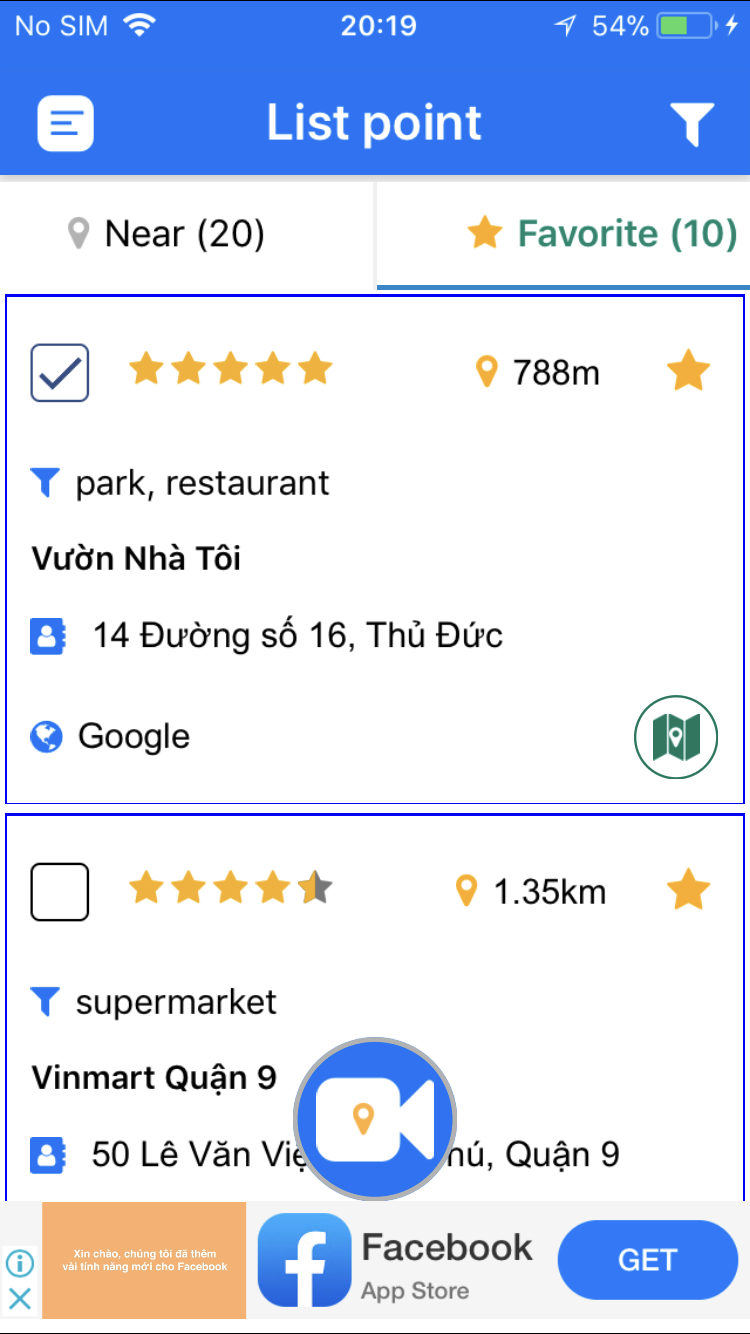 No SIM 20:19 54%
List point
Near (20) Favorite (10)
788m
park, restaurant
Vườn Nhà Tôi
14 Đường số 16, Thủ Đức
Google
1.35km
supermarket
Vinmart Quận 9
50 Lê Văn Việ hú, Quận 9
Xin chào, chúng tôi đã thêm
vài tính năng mới cho Facebook
Facebook
App Store
GET